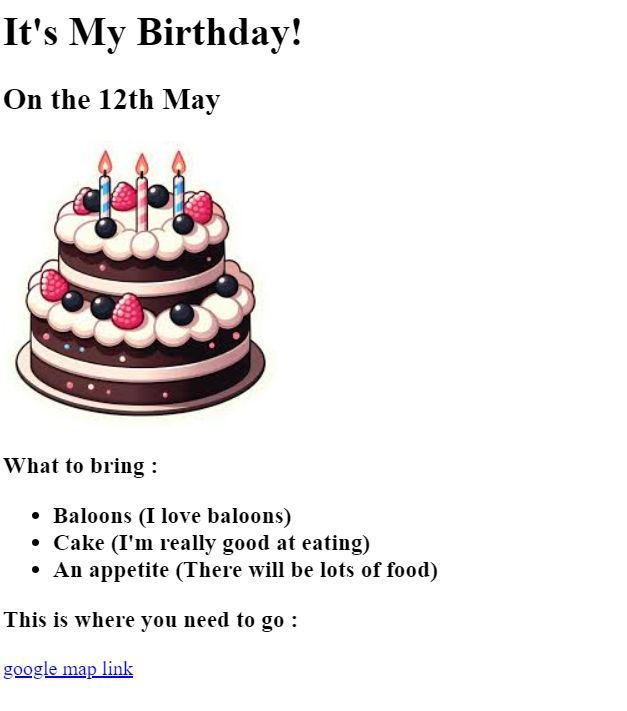 It's My Birthday!
On the 12th May
What to bring :
Baloons (I love baloons)
Cake (I'm really good at eating)
An appetite (There will be lots of food)
This is where you need to go :
google map link